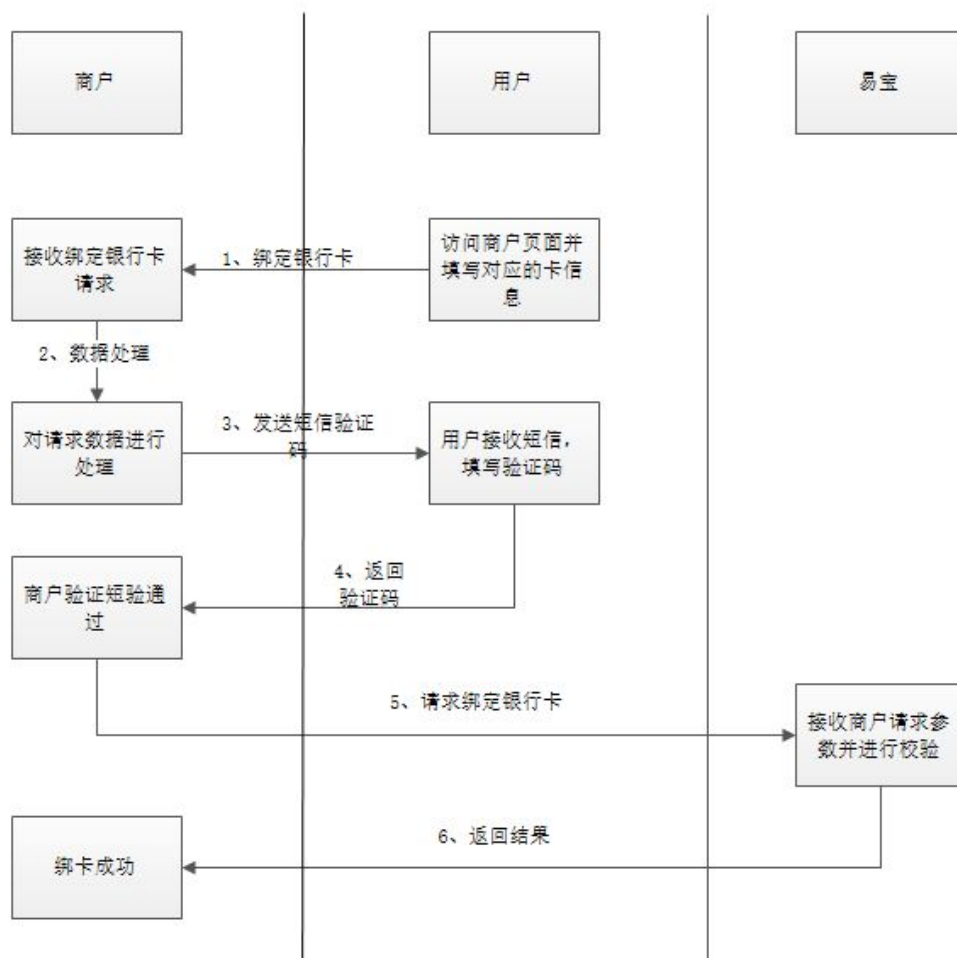 商户
用户
易宝
接收绑定银行卡
请求
1、绑定银行卡
访问商户页面并
填写对应的卡信
息
2、数据处理
对请求数据进行
处理
3、发送短信验证
码
用户接收短信，
填写验证码
4、返回
验证码
商户验证短验通
过
5、请求绑定银行卡
接收商户请求参
数并进行校验
6、返回结果
绑卡成功